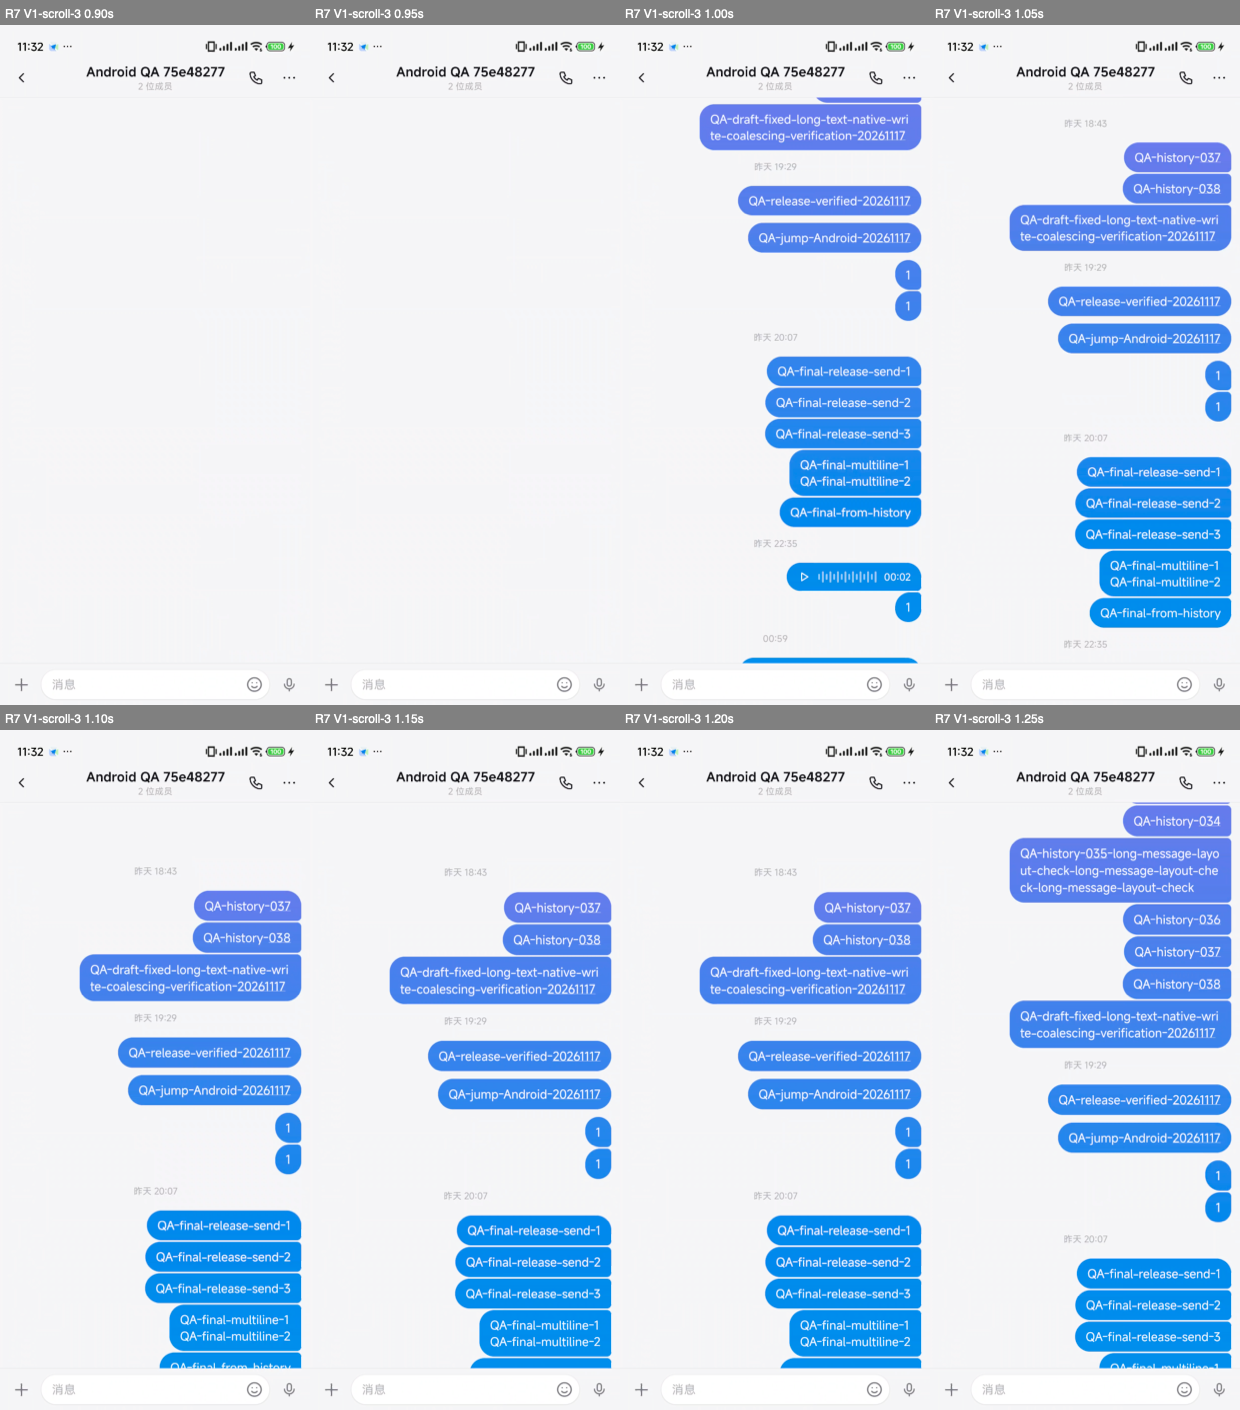 R7 V1-scroll-3 0.90s
11:32 ··· 100
Android QA 75e48277
2 位成员
消息
R7 V1-scroll-3 0.95s
11:32 ··· 100
Android QA 75e48277
2 位成员
消息
R7 V1-scroll-3 1.00s
11:32 ··· 100
Android QA 75e48277
2 位成员
QA-draft-fixed-long-text-native-wri
te-coalescing-verification-20261117
昨天 19:29
QA-release-verified-20261117
QA-jump-Android-20261117
1
1
昨天 20:07
QA-final-release-send-1
QA-final-release-send-2
QA-final-release-send-3
QA-final-multiline-1
QA-final-multiline-2
QA-final-from-history
昨天 22:35
00:02
1
00:59
消息
R7 V1-scroll-3 1.05s
11:32 ··· 100
Android QA 75e48277
2 位成员
昨天 18:43
QA-history-037
QA-history-038
QA-draft-fixed-long-text-native-wri
te-coalescing-verification-20261117
昨天 19:29
QA-release-verified-20261117
QA-jump-Android-20261117
1
1
昨天 20:07
QA-final-release-send-1
QA-final-release-send-2
QA-final-release-send-3
QA-final-multiline-1
QA-final-multiline-2
QA-final-from-history
昨天 22:35
消息
R7 V1-scroll-3 1.10s
11:32 ··· 100
Android QA 75e48277
2 位成员
昨天 18:43
QA-history-037
QA-history-038
QA-draft-fixed-long-text-native-wri
te-coalescing-verification-20261117
昨天 19:29
QA-release-verified-20261117
QA-jump-Android-20261117
1
1
昨天 20:07
QA-final-release-send-1
QA-final-release-send-2
QA-final-release-send-3
QA-final-multiline-1
QA-final-multiline-2
QA-final-from-history
消息
R7 V1-scroll-3 1.15s
11:32 ··· 100
Android QA 75e48277
2 位成员
昨天 18:43
QA-history-037
QA-history-038
QA-draft-fixed-long-text-native-wri
te-coalescing-verification-20261117
昨天 19:29
QA-release-verified-20261117
QA-jump-Android-20261117
1
1
昨天 20:07
QA-final-release-send-1
QA-final-release-send-2
QA-final-release-send-3
QA-final-multiline-1
QA-final-multiline-2
消息
R7 V1-scroll-3 1.20s
11:32 ··· 100
Android QA 75e48277
2 位成员
昨天 18:43
QA-history-037
QA-history-038
QA-draft-fixed-long-text-native-wri
te-coalescing-verification-20261117
昨天 19:29
QA-release-verified-20261117
QA-jump-Android-20261117
1
1
昨天 20:07
QA-final-release-send-1
QA-final-release-send-2
QA-final-release-send-3
QA-final-multiline-1
QA-final-multiline-2
消息
R7 V1-scroll-3 1.25s
11:32 ··· 100
Android QA 75e48277
2 位成员
QA-history-034
QA-history-035-long-message-layo
ut-check-long-message-layout-che
ck-long-message-layout-check
QA-history-036
QA-history-037
QA-history-038
QA-draft-fixed-long-text-native-wri
te-coalescing-verification-20261117
昨天 19:29
QA-release-verified-20261117
QA-jump-Android-20261117
1
1
昨天 20:07
QA-final-release-send-1
QA-final-release-send-2
QA-final-release-send-3
QA-final-multiline-1
消息